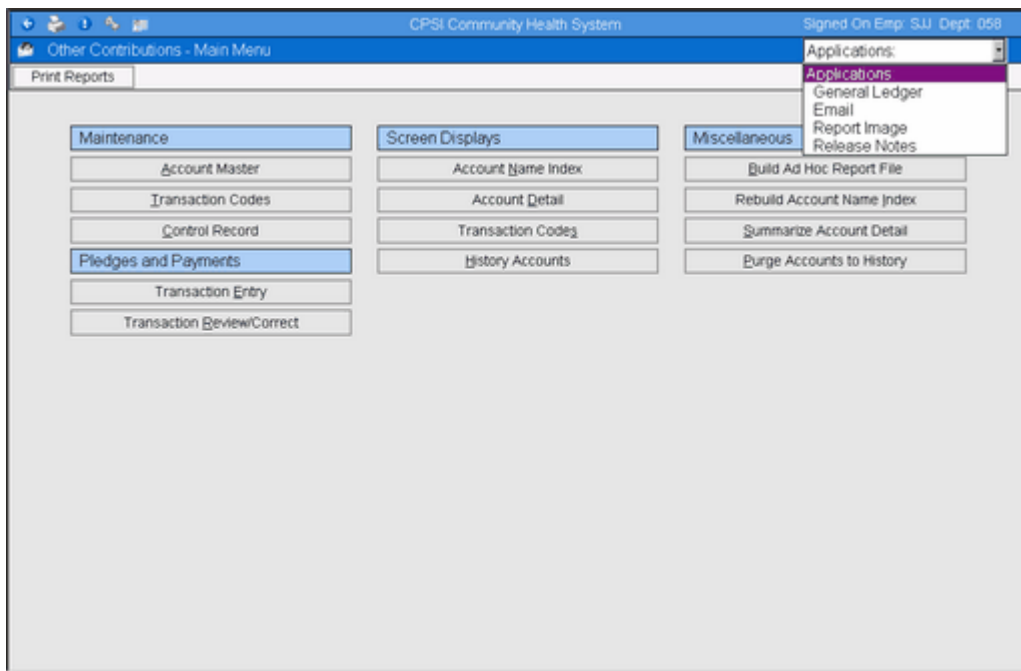 CPSI Community Health System
Signed On Emp: SJJ Dept: 058
Other Contributions - Main Menu
Applications:
Print Reports
Applications
General Ledger
Email
Report Image
Release Notes
Maintenance
Account Master
Transaction Codes
Control Record
Pledges and Payments
Transaction Entry
Transaction Review/Correct
Screen Displays
Account Name Index
Account Detail
Transaction Codes
History Accounts
Miscellaneous
Build Ad Hoc Report File
Rebuild Account Name Index
Summarize Account Detail
Purge Accounts to History